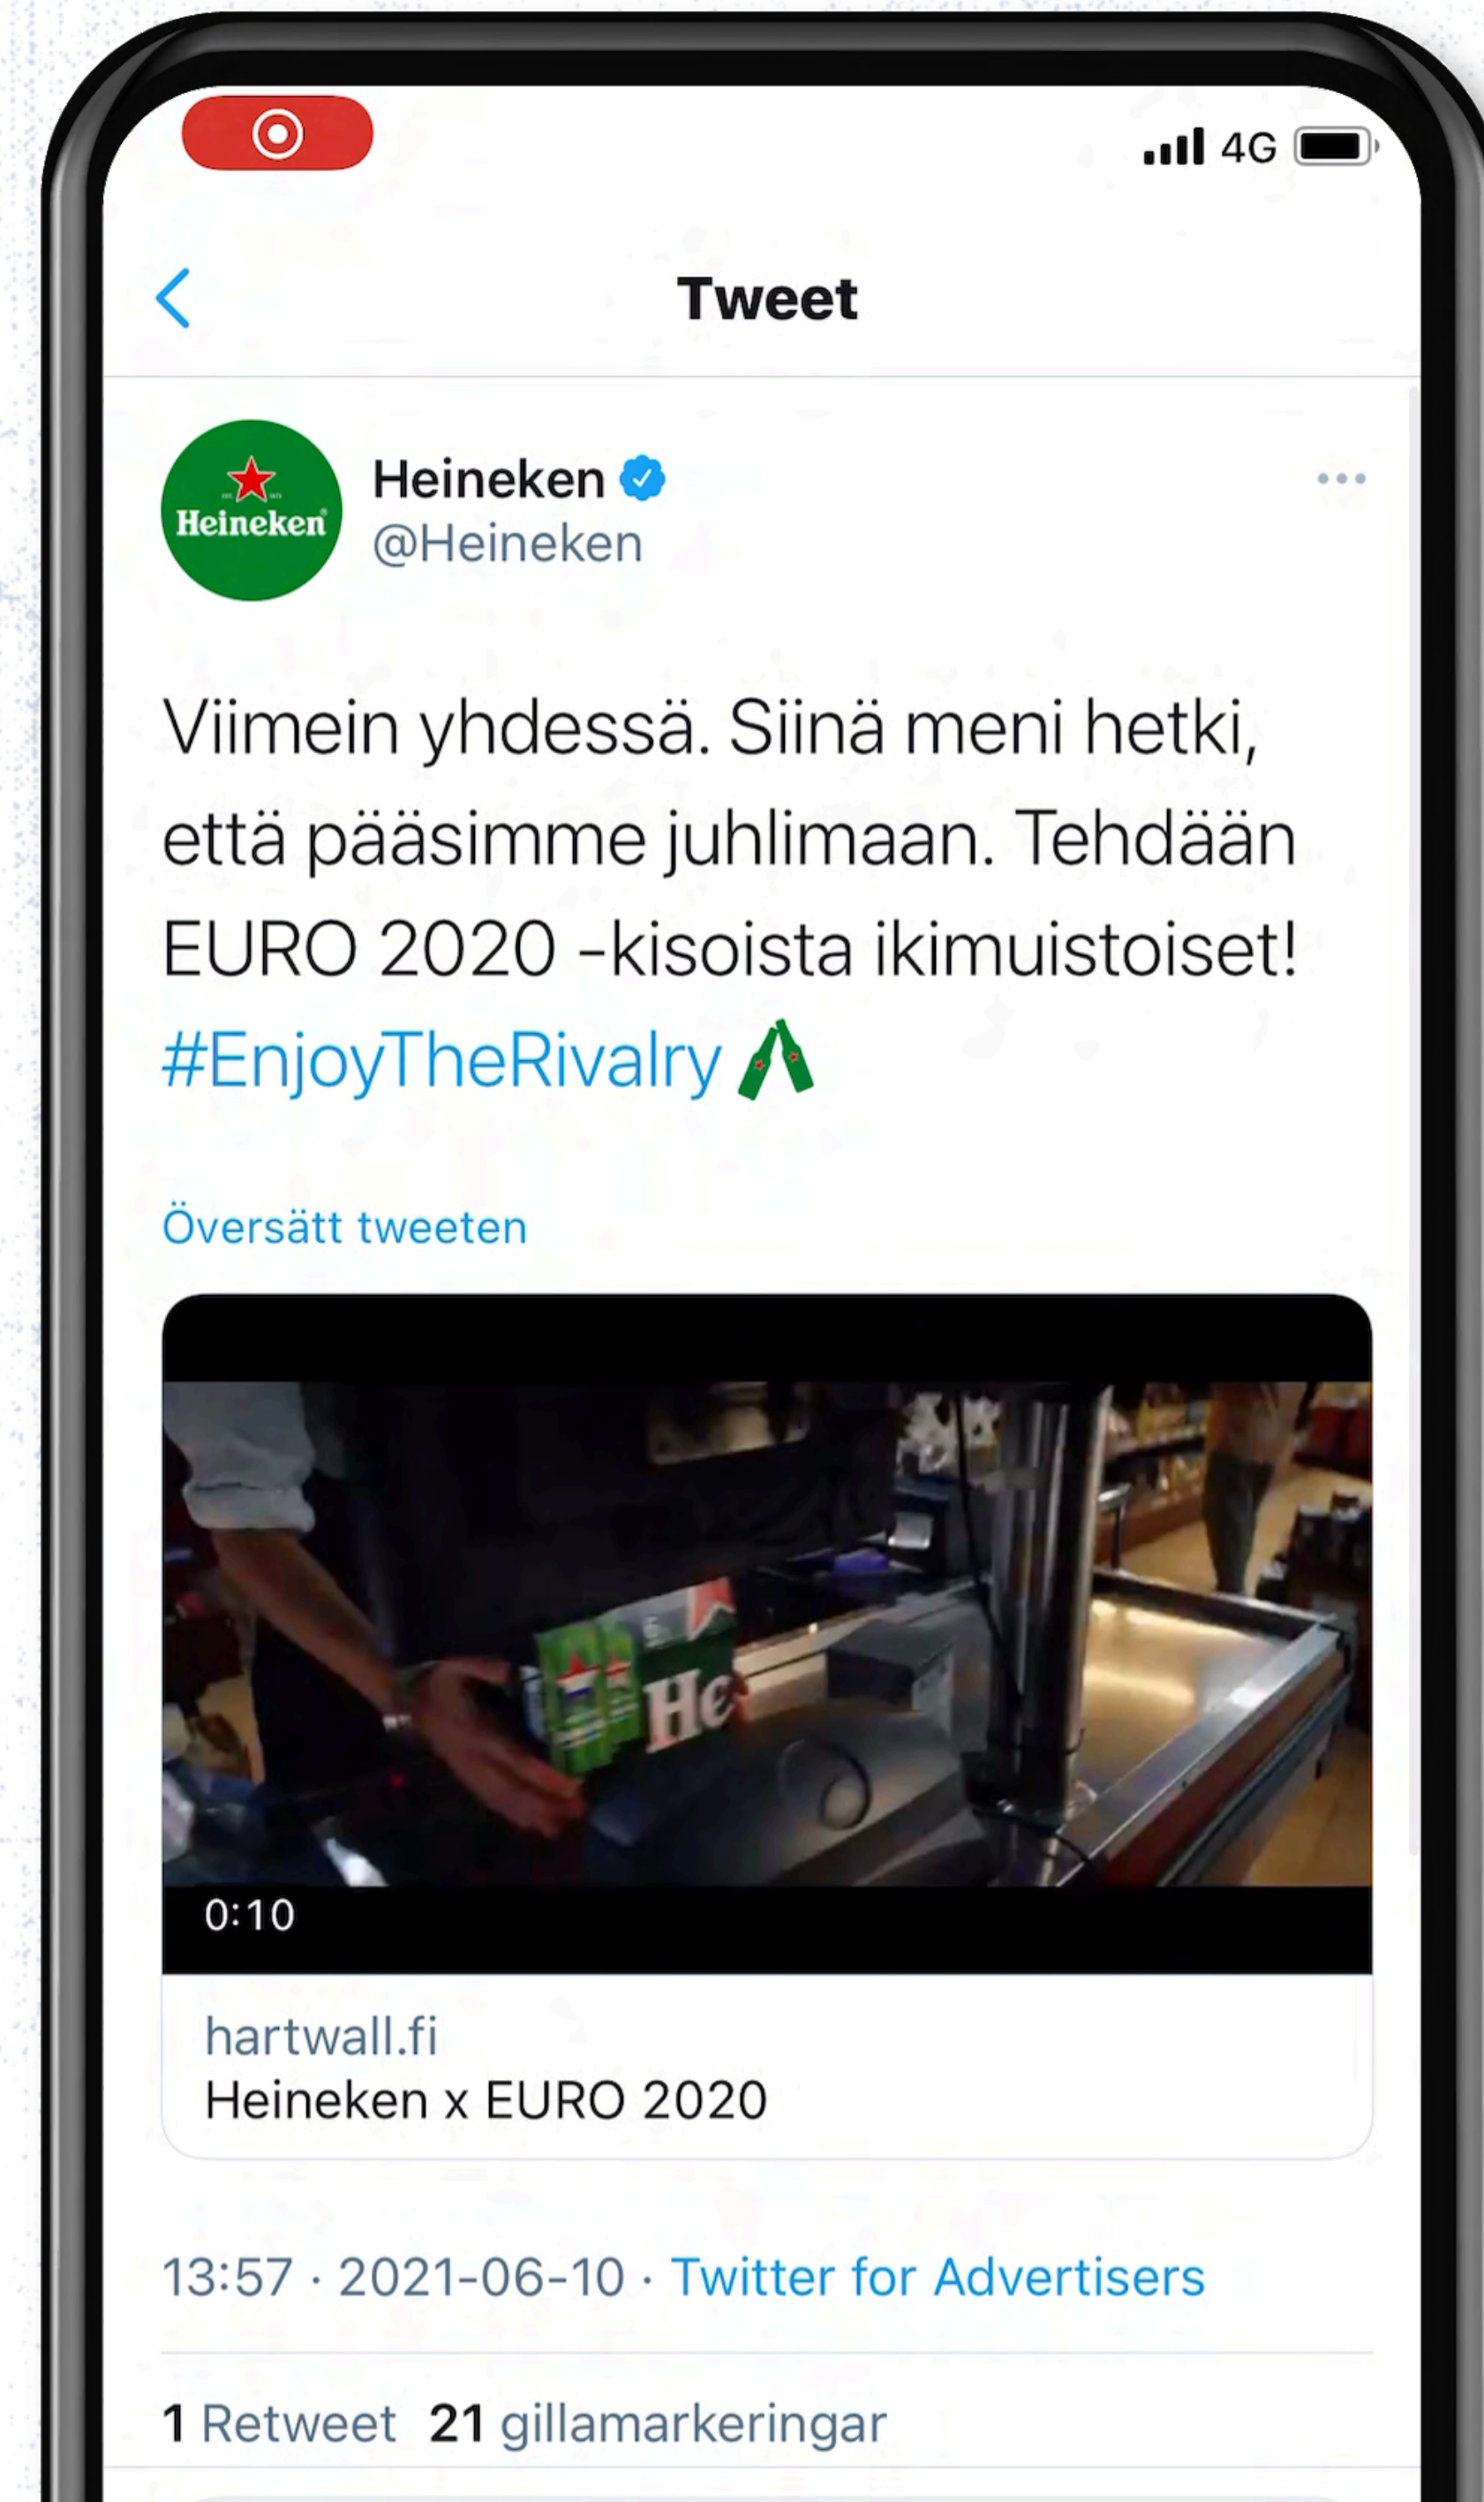 4G
Tweet
Heineken
Heineken
@Heineken
Viimein yhdessä. Siinä meni hetki,
että pääsimme juhlimaan. Tehdään
EURO 2020 -kisoista ikimuistoiset!
#EnjoyTheRivalry
Översätt tweeten
He
0:10
hartwall.fi
Heineken x EURO 2020
13:57 · 2021-06-10 · Twitter for Advertisers
1 Retweet 21 gillamarkeringar